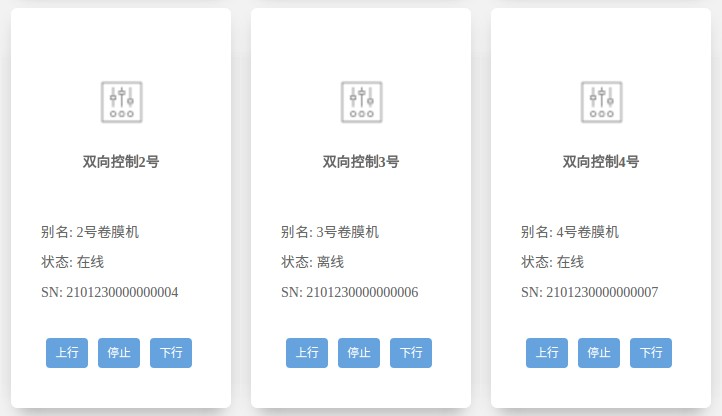 双向控制2号
别名: 2号卷膜机
状态: 在线
SN: 2101230000000004
上行 停止 下行
双向控制3号
别名: 3号卷膜机
状态: 离线
SN: 2101230000000006
上行 停止 下行
双向控制4号
别名: 4号卷膜机
状态: 在线
SN: 2101230000000007
上行 停止 下行